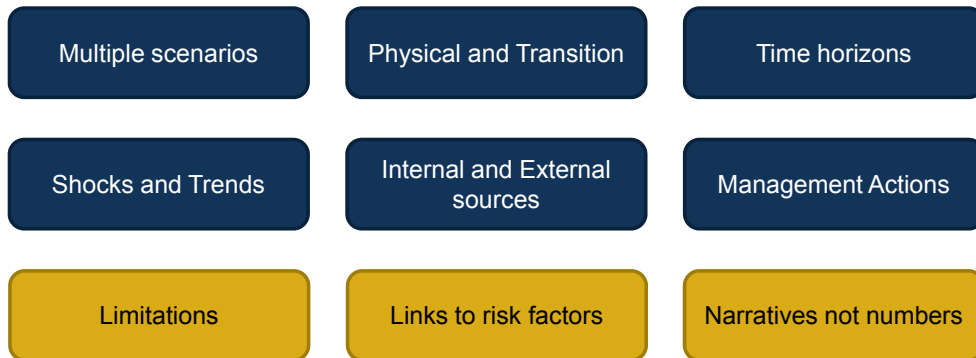 Multiple scenarios
Physical and Transition
Time horizons
Shocks and Trends
Internal and External
sources
Management Actions
Limitations
Links to risk factors
Narratives not numbers